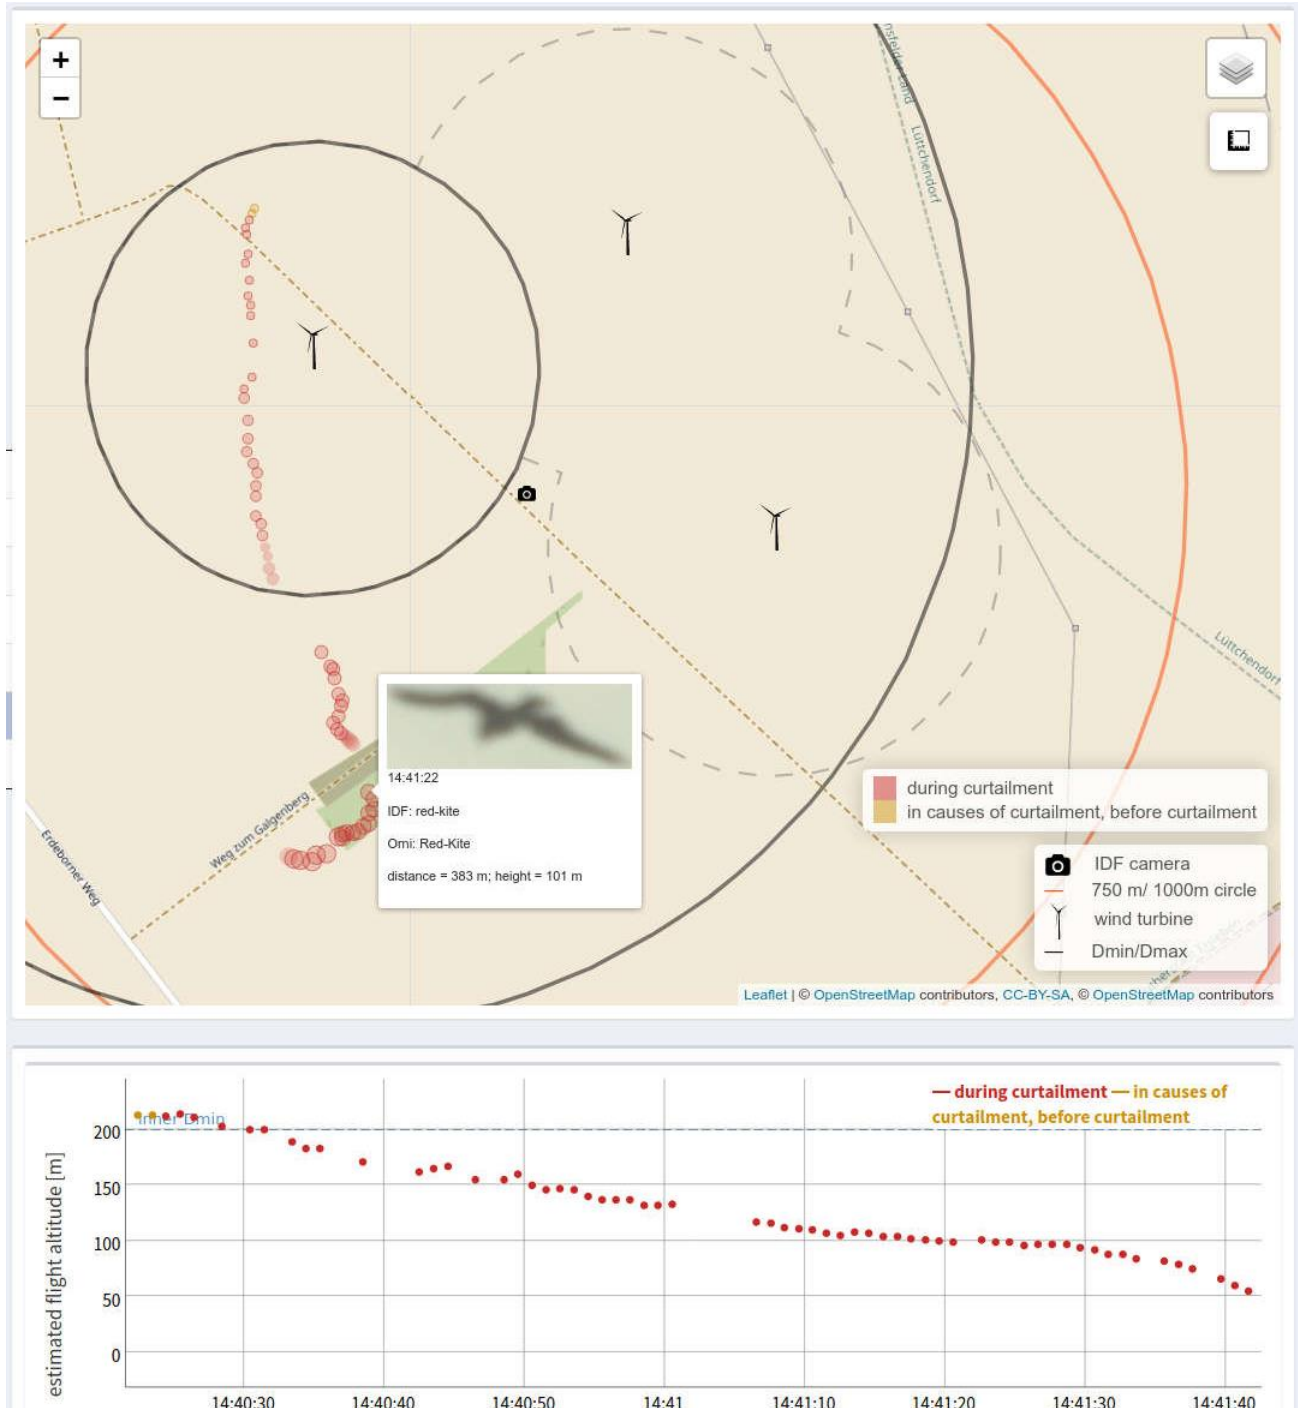 +
−
nsfelder Land
Lüttchendorf
Lüttchendorf
14:41:22
IDF: red-kite
Orni: Red-Kite
distance = 383 m; height = 101 m
Weg zum Galgenberg
Erdeborner Weg
during curtailment
in causes of curtailment, before curtailment
IDF camera
750 m/ 1000m circle
wind turbine
Dmin/Dmax
Leaflet | © OpenStreetMap contributors, CC-BY-SA, © OpenStreetMap contributors
— during curtailment — in causes of
curtailment, before curtailment
Inner Dmin
estimated flight altitude [m]
200
150
100
50
0
14:40:30 14:40:40 14:40:50 14:41 14:41:10 14:41:20 14:41:30 14:41:40